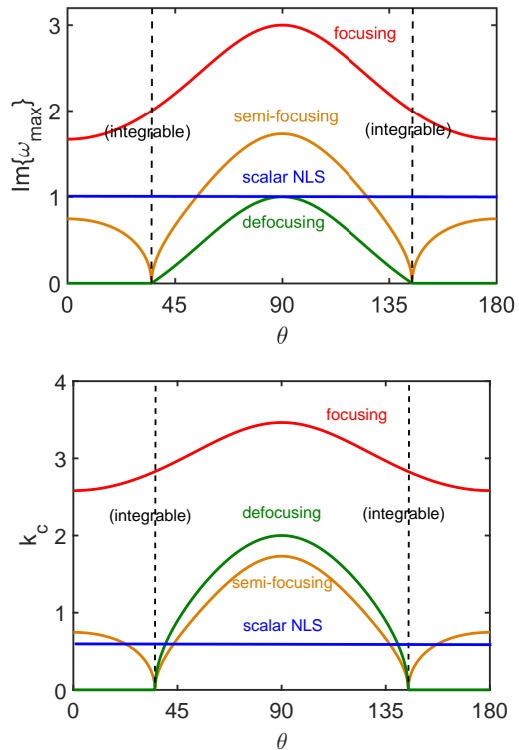 3
2
1
0
Im{ω_max}
focusing
(integrable)
(integrable)
semi-focusing
scalar NLS
defocusing
0 45 90 135 180
θ
4
3
2
1
0
k_c
focusing
(integrable)
defocusing
(integrable)
semi-focusing
scalar NLS
0 45 90 135 180
θ